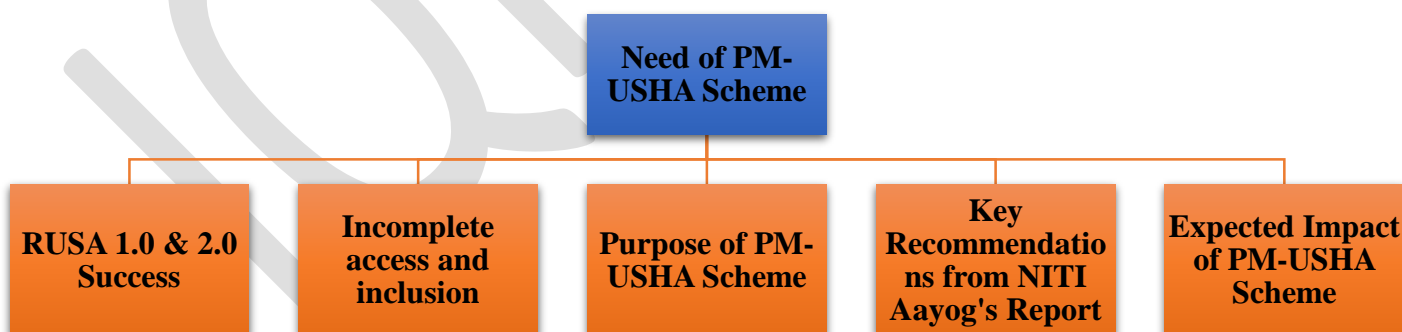 Need of PM-
USHA Scheme
RUSA 1.0 & 2.0
Success
Incomplete
access and
inclusion
Purpose of PM-
USHA Scheme
Key
Recommendatio
ns from NITI
Aayog's Report
Expected Impact
of PM-USHA
Scheme